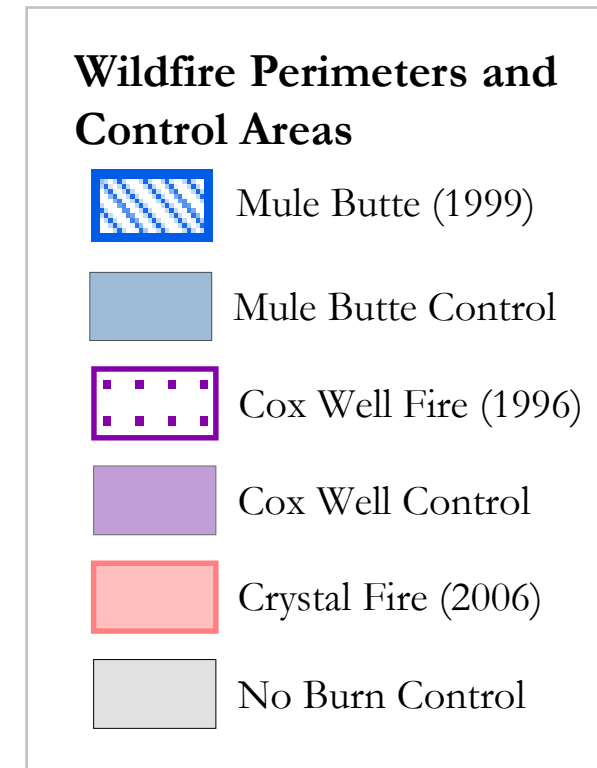 Wildfire Perimeters and
Control Areas
Mule Butte (1999)
Mule Butte Control
Cox Well Fire (1996)
Cox Well Control
Crystal Fire (2006)
No Burn Control